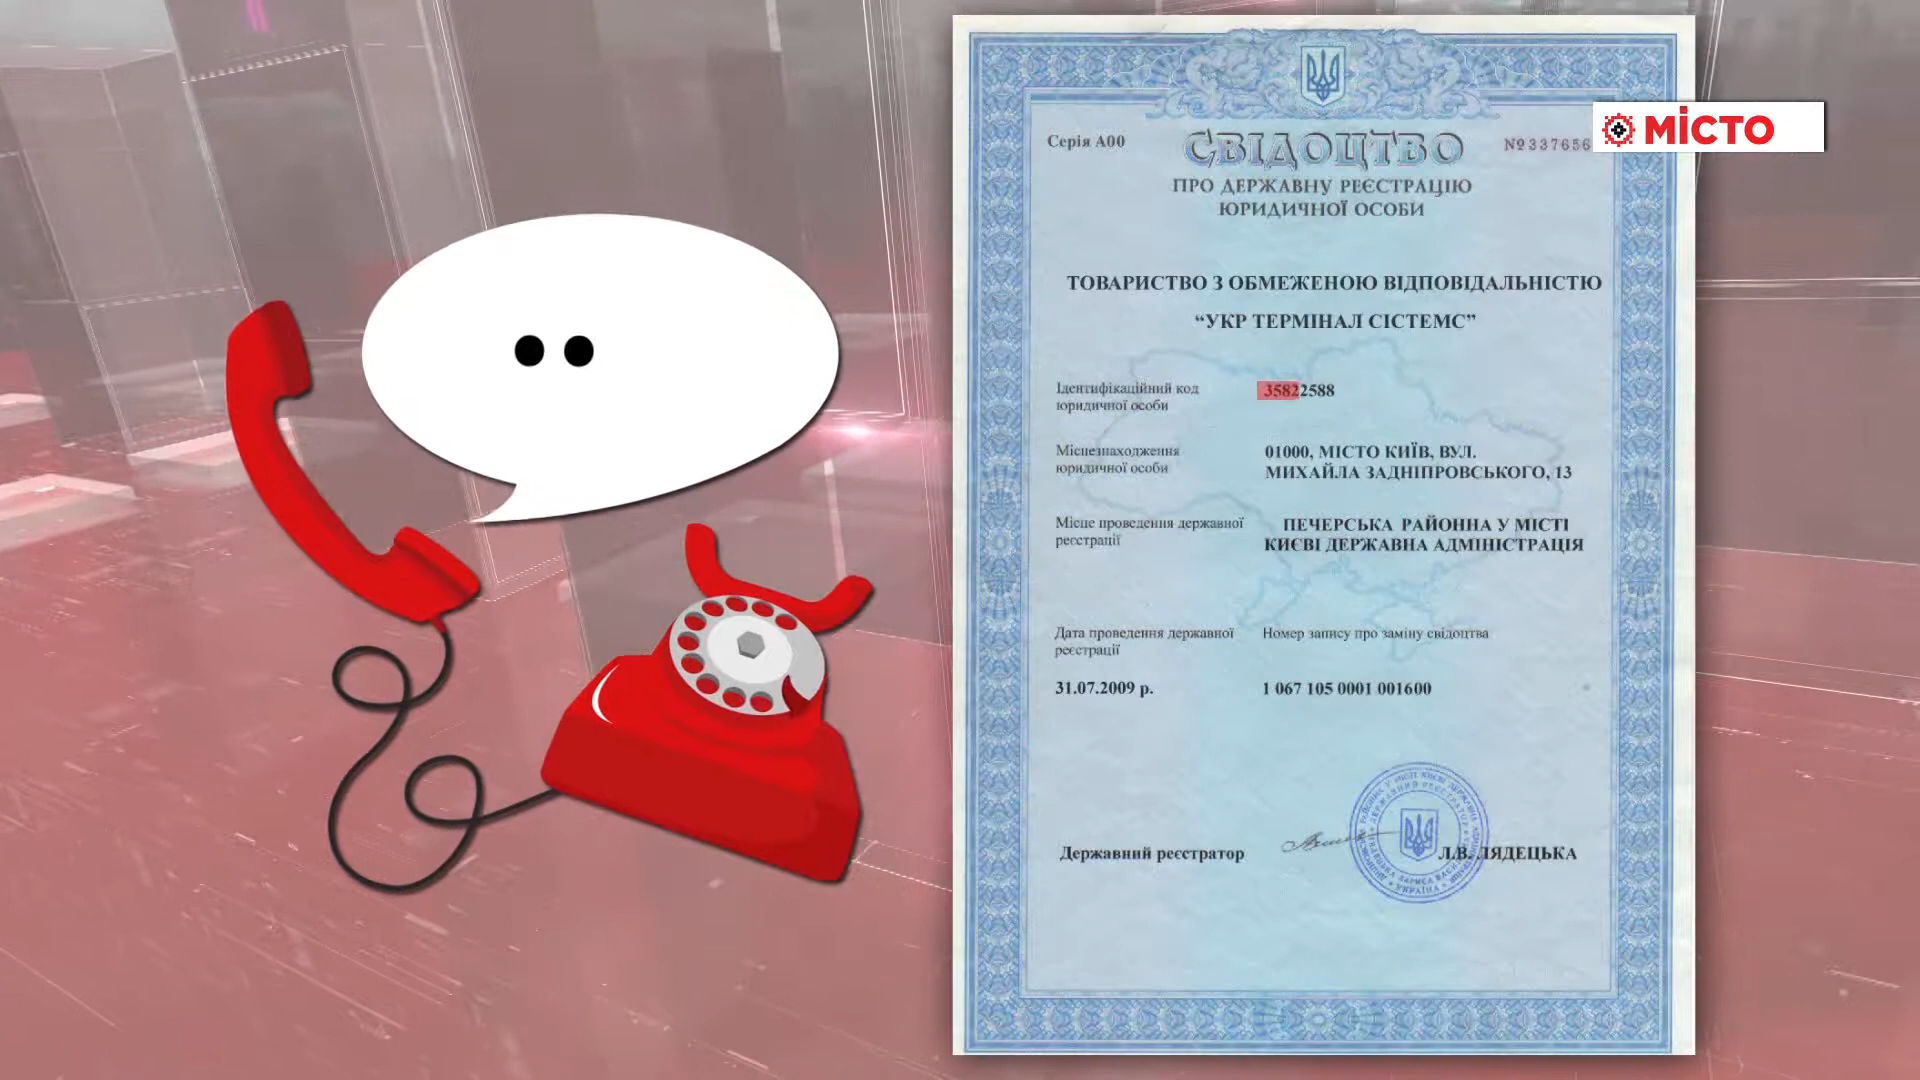 МІСТО
Серія А00
СВІДОЦТВО
№337656
ПРО ДЕРЖАВНУ РЕЄСТРАЦІЮ
ЮРИДИЧНОЇ ОСОБИ
ТОВАРИСТВО З ОБМЕЖЕНОЮ ВІДПОВІДАЛЬНІСТЮ
“УКР ТЕРМІНАЛ СІСТЕМС”
Ідентифікаційний код
юридичної особи
35822588
Місцезнаходження
юридичної особи
01000, МІСТО КИЇВ, ВУЛ.
МИХАЙЛА ЗАДНІПРОВСЬКОГО, 13
Місце проведення державної
реєстрації
ПЕЧЕРСЬКА РАЙОННА У МІСТІ
КИЄВІ ДЕРЖАВНА АДМІНІСТРАЦІЯ
Дата проведення державної
реєстрації
Номер запису про заміну свідоцтва
31.07.2009 р.
1 067 105 0001 001600
Державний реєстратор
Л.В. ЛЯДЕЦЬКА
УКРАЇНА